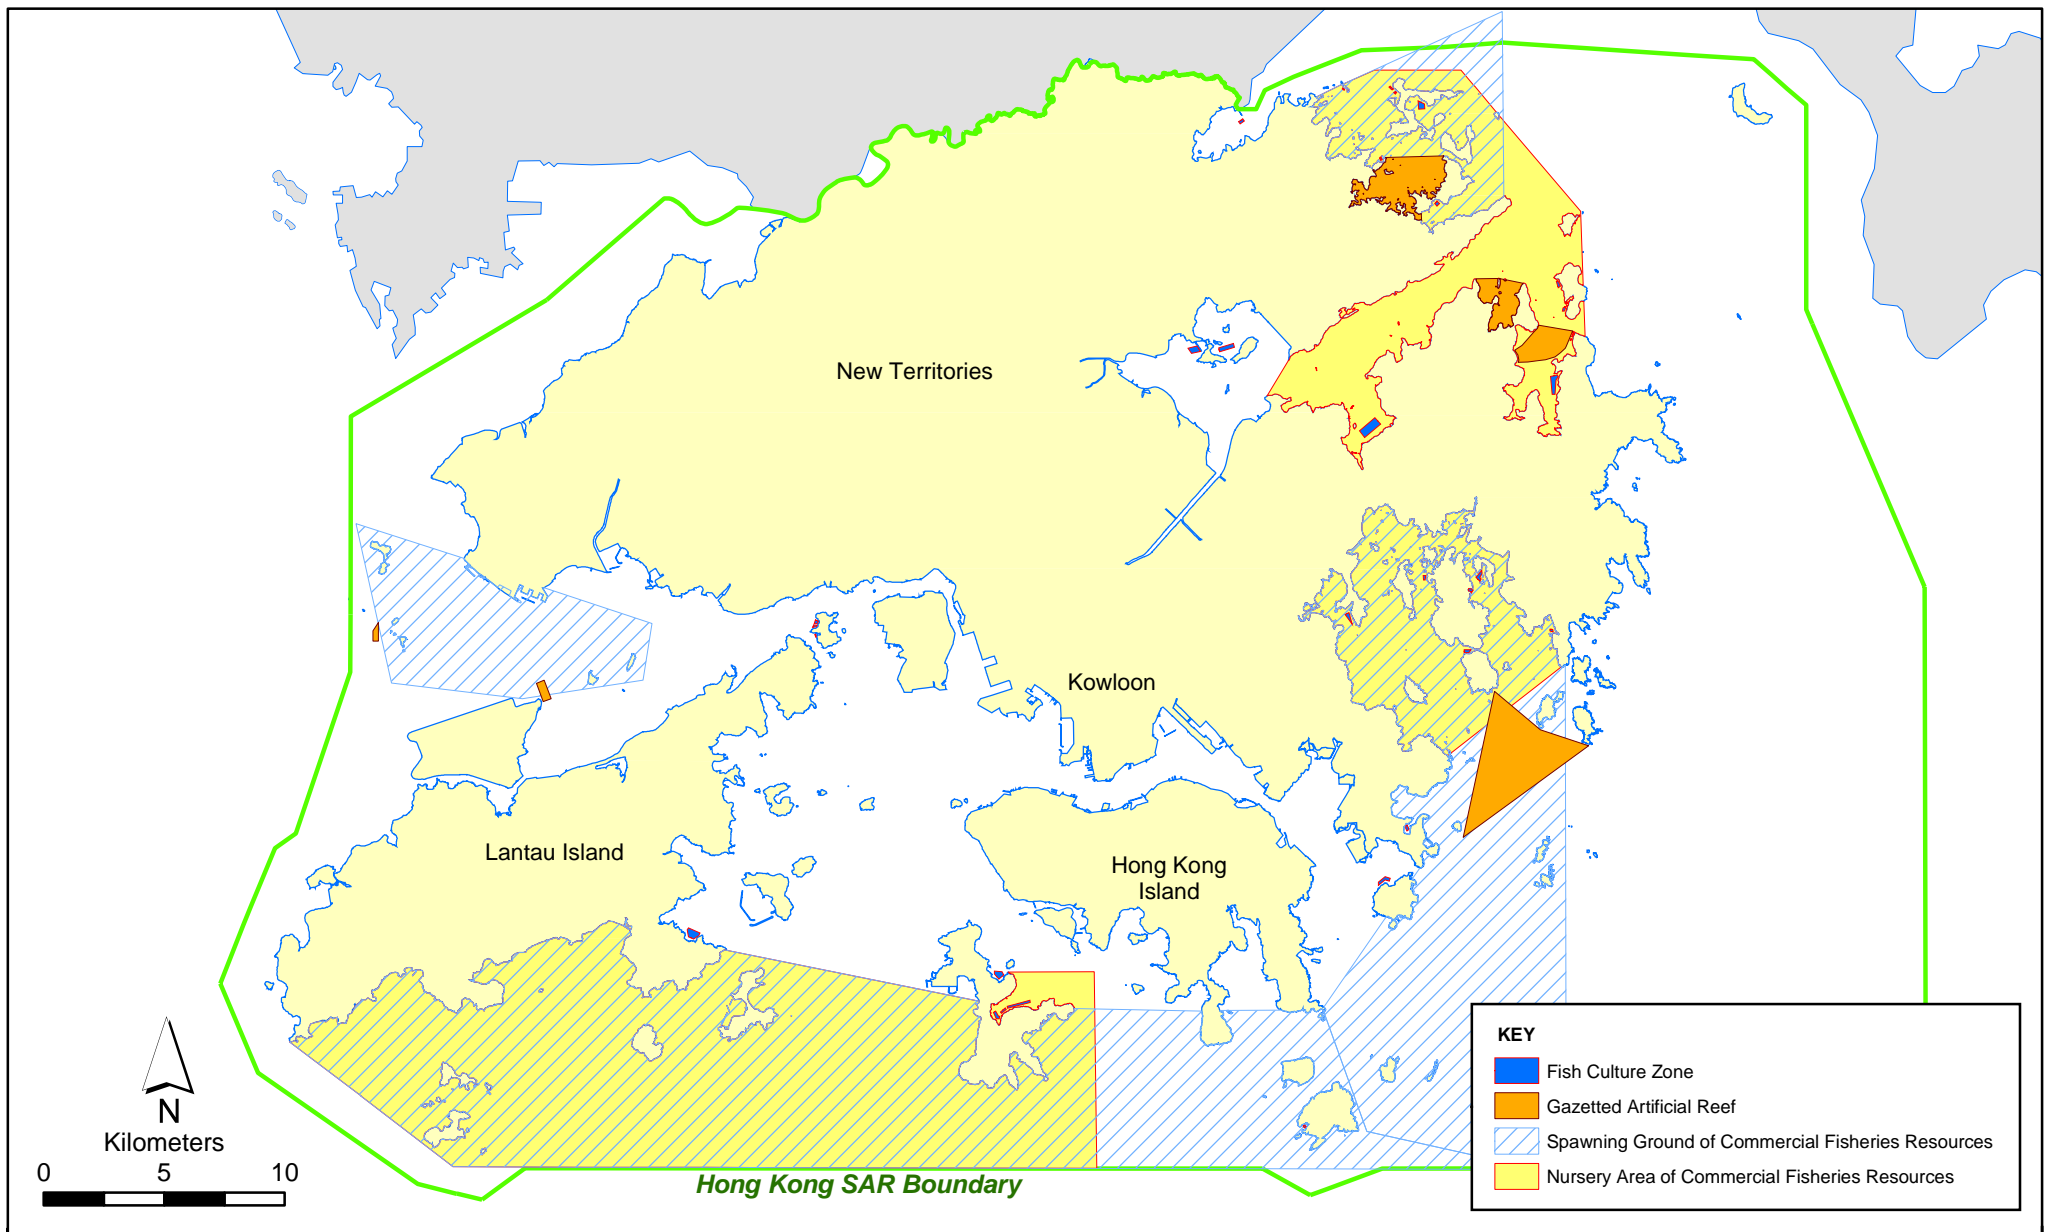 New Territories
Kowloon
Lantau Island
Hong Kong
Island
N
Kilometers
0 5 10
Hong Kong SAR Boundary
KEY
Fish Culture Zone
Gazetted Artificial Reef
Spawning Ground of Commercial Fisheries Resources
Nursery Area of Commercial Fisheries Resources